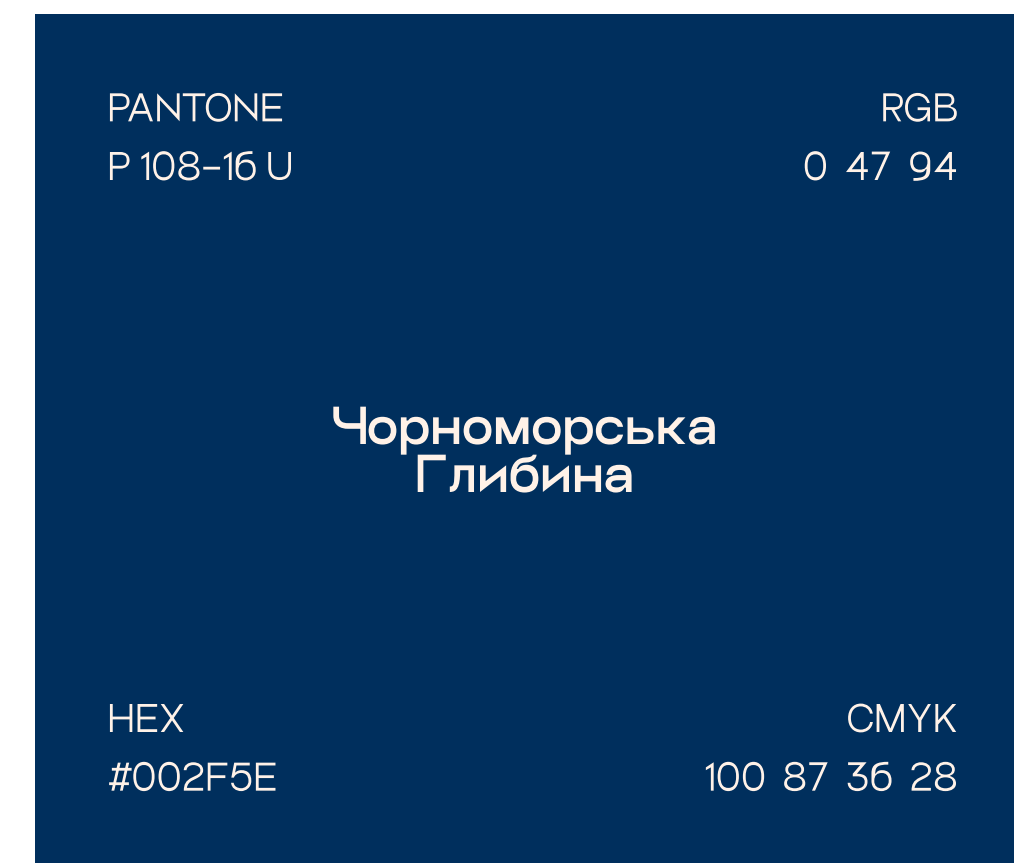 PANTONE
P 108-16 U
RGB
0 47 94
Чорноморська
Глибина
HEX
#002F5E
CMYK
100 87 36 28